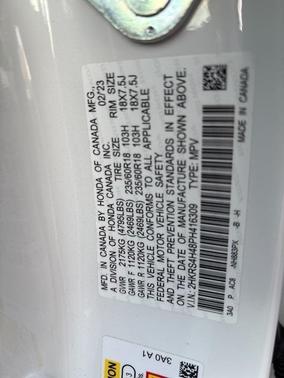 MFD. IN CANADA BY HONDA OF CANADA MFG., 02/23
A DIVISION OF HONDA CANADA INC.
TIRE SIZE RIM SIZE
GVWR 2175KG (4795LBS)
GAWR F 1120KG (2469LBS) 235/60R18 103H 18X7.5J
GAWR R 1120KG (2469LBS) 235/60R18 103H 18X7.5J
THIS VEHICLE CONFORMS TO ALL APPLICABLE
FEDERAL MOTOR VEHICLE SAFETY
AND THEFT PREVENTION STANDARDS IN EFFECT
ON THE DATE OF MANUFACTURE SHOWN ABOVE.
V.I.N.: 2HKRS4H48PH416309 TYPE: MPV
3A0 P ACR NH883PX B H
MADE IN CANADA
3A0 A1